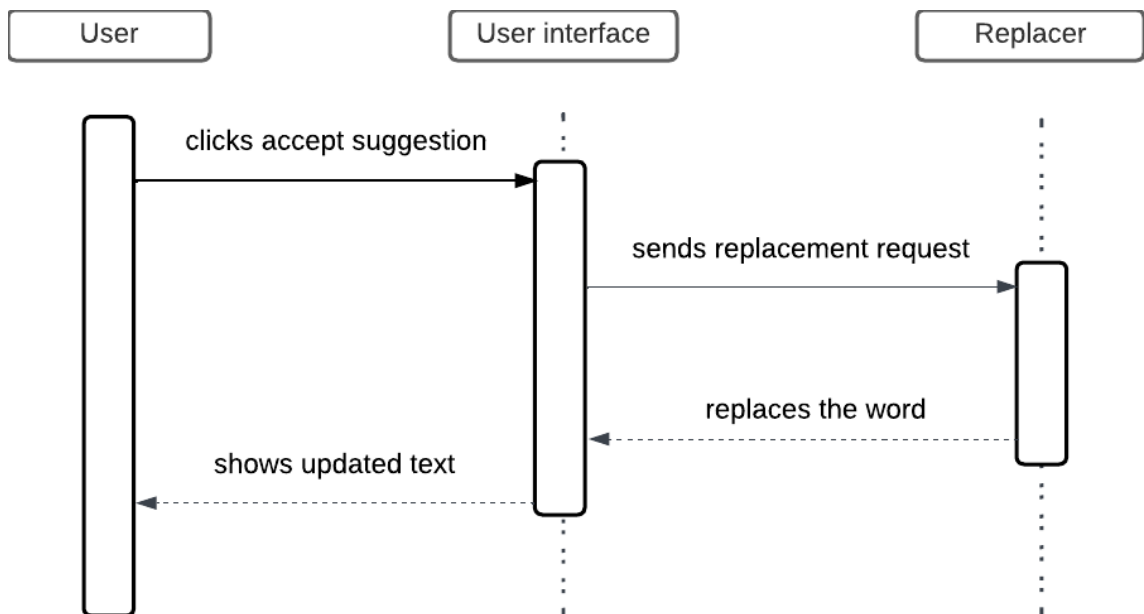 User
User interface
Replacer
clicks accept suggestion
sends replacement request
replaces the word
shows updated text